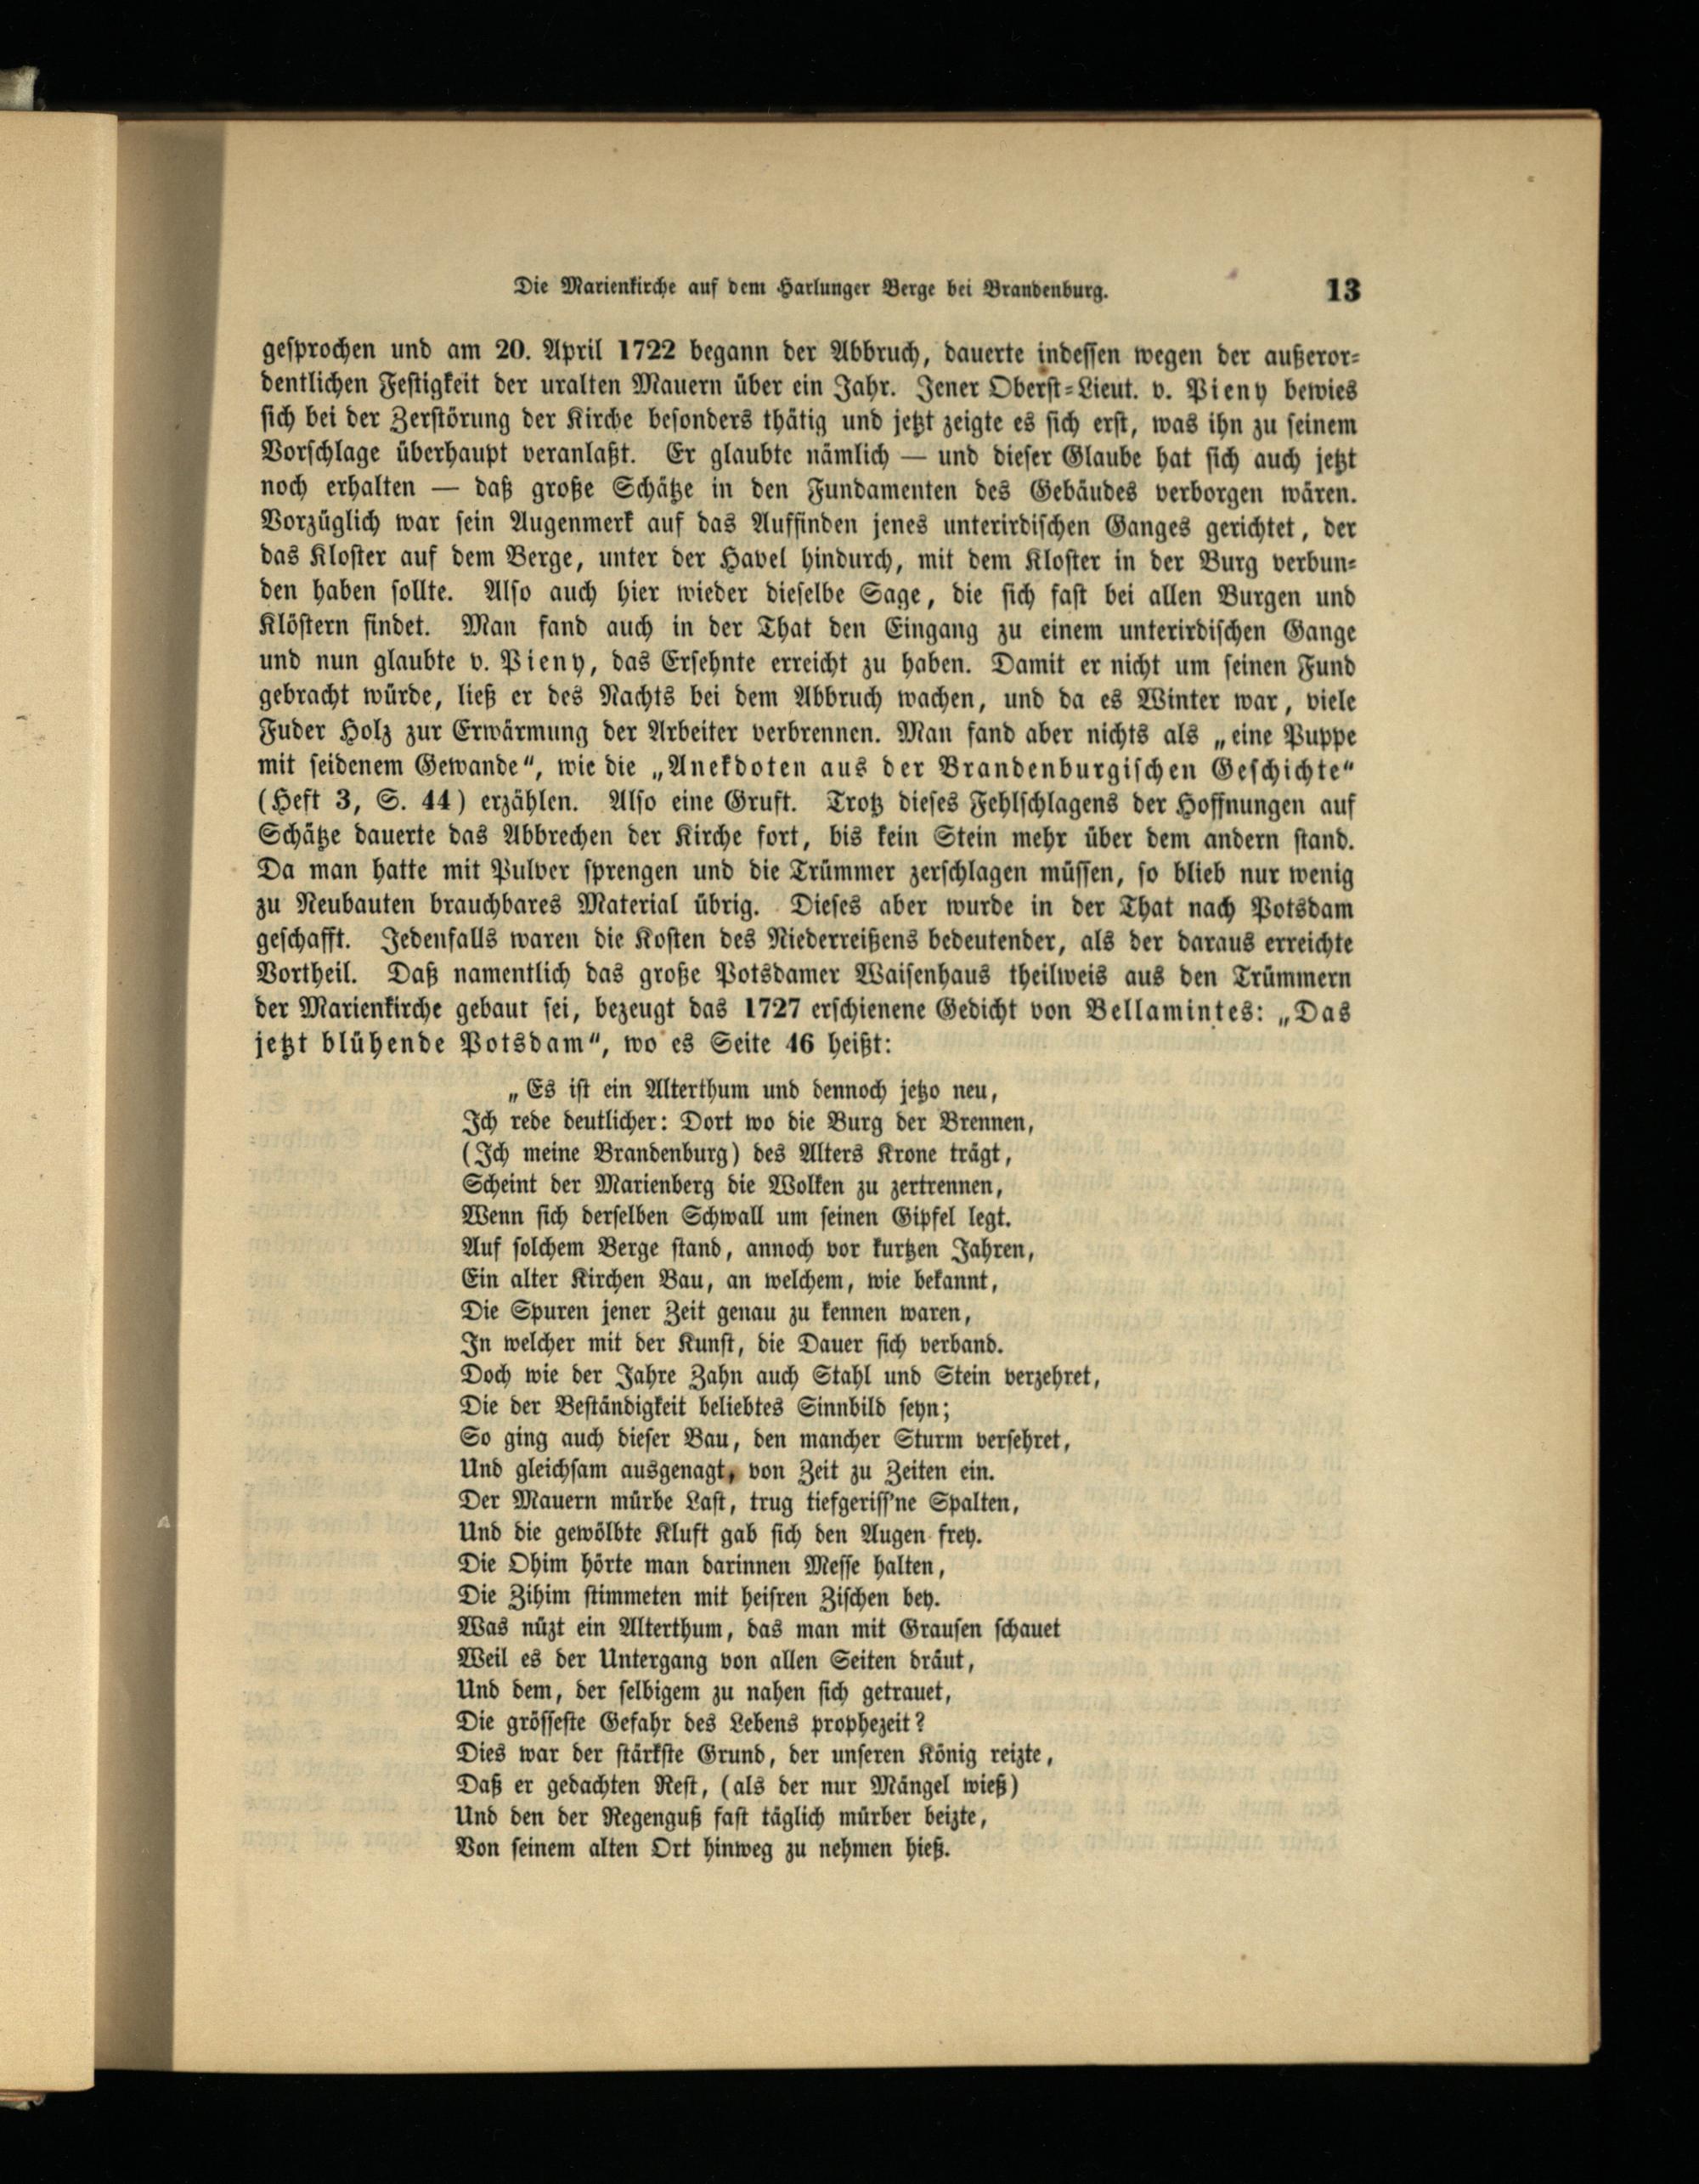 Die Marienkirche auf dem Harlunger Berge bei Brandenburg. 13
gesprochen und am 20. April 1722 begann der Abbruch, dauerte indessen wegen der außeror-
dentlichen Festigkeit der uralten Mauern über ein Jahr. Jener Oberst-Lieut. v. Pieny bewies
sich bei der Zerstörung der Kirche besonders thätig und jetzt zeigte es sich erst, was ihn zu seinem
Vorschlage überhaupt veranlaßt. Er glaubte nämlich — und dieser Glaube hat sich auch jetzt
noch erhalten — daß große Schätze in den Fundamenten des Gebäudes verborgen wären.
Vorzüglich war sein Augenmerk auf das Auffinden jenes unterirdischen Ganges gerichtet, der
das Kloster auf dem Berge, unter der Havel hindurch, mit dem Kloster in der Burg verbun-
den haben sollte. Also auch hier wieder dieselbe Sage, die sich fast bei allen Burgen und
Klöstern findet. Man fand auch in der That den Eingang zu einem unterirdischen Gange
und nun glaubte v. Pieny, das Ersehnte erreicht zu haben. Damit er nicht um seinen Fund
gebracht würde, ließ er des Nachts bei dem Abbruch wachen, und da es Winter war, viele
Fuder Holz zur Erwärmung der Arbeiter verbrennen. Man fand aber nichts als „eine Puppe
mit seidenem Gewande“, wie die „Anekdoten aus der Brandenburgischen Geschichte“
(Heft 3, S. 44) erzählen. Also eine Gruft. Trotz dieses Fehlschlagens der Hoffnungen auf
Schätze dauerte das Abbrechen der Kirche fort, bis kein Stein mehr über dem andern stand.
Da man hatte mit Pulver sprengen und die Trümmer zerschlagen müssen, so blieb nur wenig
zu Neubauten brauchbares Material übrig. Dieses aber wurde in der That nach Potsdam
geschafft. Jedenfalls waren die Kosten des Niederreißens bedeutender, als der daraus erreichte
Vortheil. Daß namentlich das große Potsdamer Waisenhaus theilweis aus den Trümmern
der Marienkirche gebaut sei, bezeugt das 1727 erschienene Gedicht von Bellamintes: „Das
jetzt blühende Potsdam“, wo es Seite 46 heißt:
„Es ist ein Alterthum und dennoch jetzo neu,
Ich rede deutlicher: Dort wo die Burg der Brennen,
(Ich meine Brandenburg) des Alters Krone trägt,
Scheint der Marienberg die Wolken zu zertrennen,
Wenn sich derselben Schwall um seinen Gipfel legt.
Auf solchem Berge stand, annoch vor kurtzen Jahren,
Ein alter Kirchen Bau, an welchem, wie bekannt,
Die Spuren jener Zeit genau zu kennen waren,
In welcher mit der Kunst, die Dauer sich verband.
Doch wie der Jahre Zahn auch Stahl und Stein verzehret,
Die der Beständigkeit beliebtes Sinnbild seyn;
So ging auch dieser Bau, den mancher Sturm versehret,
Und gleichsam ausgenagt, von Zeit zu Zeiten ein.
Der Mauern mürbe Last, trug tiefgeriss'ne Spalten,
Und die gewölbte Kluft gab sich den Augen frey.
Die Ohim hörte man darinnen Messe halten,
Die Zihim stimmeten mit heisren Zischen bey.
Was nüzt ein Alterthum, das man mit Grausen schauet
Weil es der Untergang von allen Seiten dräut,
Und dem, der selbigem zu nahen sich getrauet,
Die grösseste Gefahr des Lebens prophezeit?
Dies war der stärkste Grund, der unseren König reizte,
Daß er gedachten Rest, (als der nur Mängel wieß)
Und den der Regenguß fast täglich mürber beizte,
Von seinem alten Ort hinweg zu nehmen hieß.